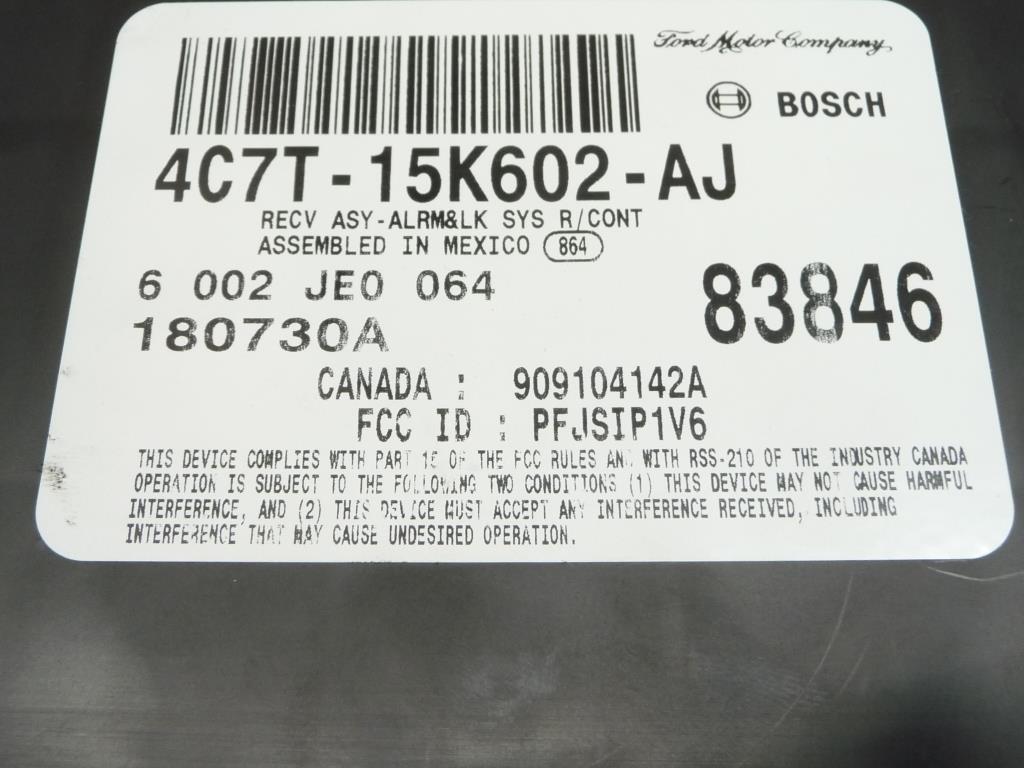 Ford Motor Company
BOSCH
4C7T-15K602-AJ
RECV ASY-ALRM&LK SYS R/CONT
ASSEMBLED IN MEXICO 864
6 002 JE0 064
83846
180730A
CANADA : 909104142A
FCC ID : PFJSIP1V6
THIS DEVICE COMPLIES WITH PART 15 OF THE FCC RULES AND WITH RSS-210 OF THE INDUSTRY CANADA
OPERATION IS SUBJECT TO THE FOLLOWING TWO CONDITIONS (1) THIS DEVICE MAY NOT CAUSE HARMFUL
INTERFERENCE, AND (2) THIS DEVICE MUST ACCEPT ANY INTERFERENCE RECEIVED, INCLUDING
INTERFERENCE THAT MAY CAUSE UNDESIRED OPERATION.